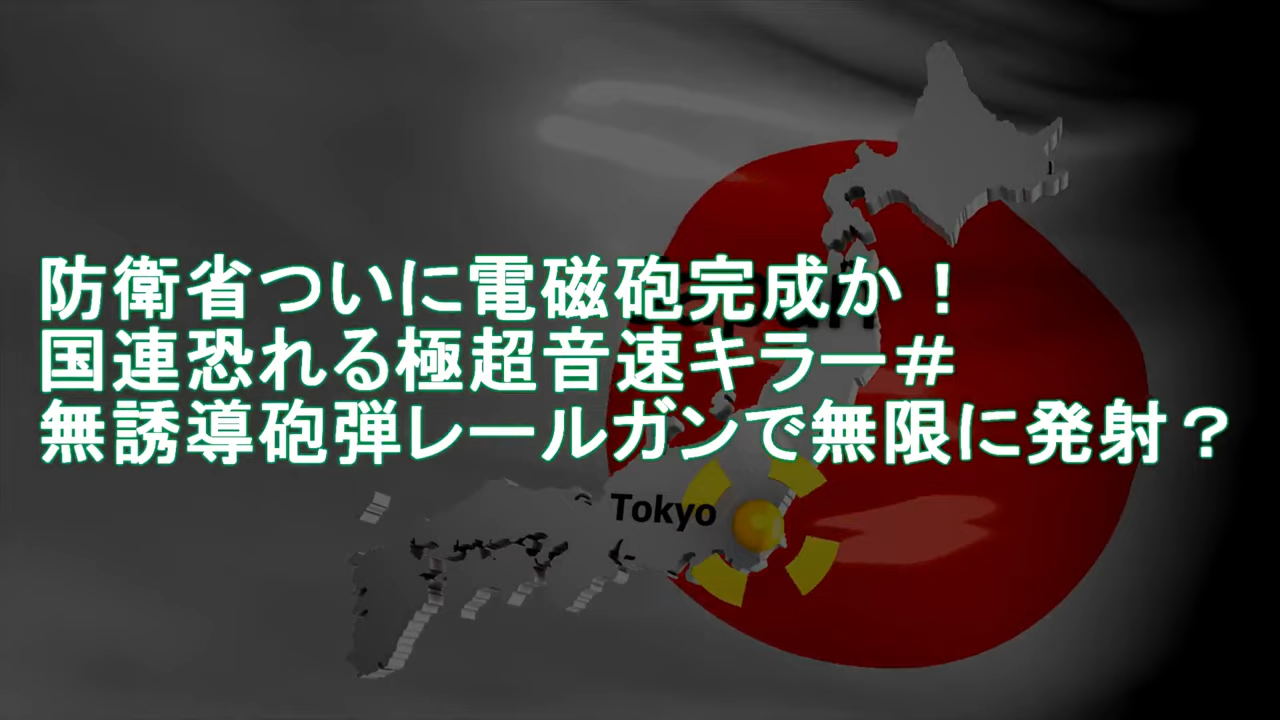 防衛省ついに電磁砲完成か！
国連恐れる極超音速キラー＃
無誘導砲弾レールガンで無限に発射？
Japan
Tokyo